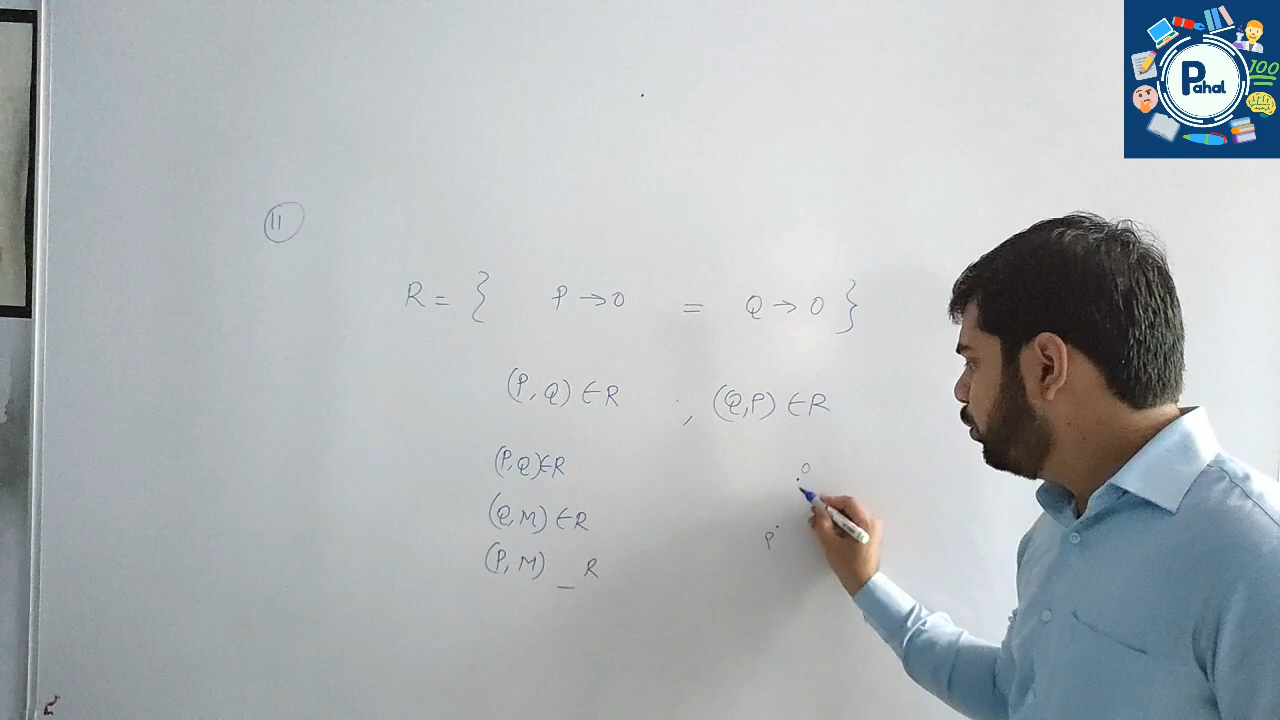 Pahal
100
11
R = { P → O = Q → O }
(P, Q) ∈ R ; (Q, P) ∈ R
(P, Q) ∈ R
(Q, M) ∈ R
(P, M) _ R
O
P